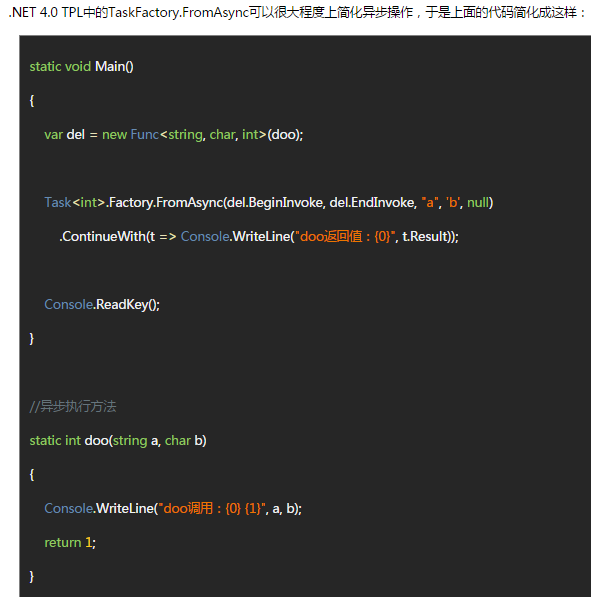 .NET 4.0 TPL中的TaskFactory.FromAsync可以很大程度上简化异步操作，于是上面的代码简化成这样：
static void Main()
{
var del = new Func<string, char, int>(doo);
Task<int>.Factory.FromAsync(del.BeginInvoke, del.EndInvoke, "a", 'b', null)
.ContinueWith(t => Console.WriteLine("doo返回值：{0}", t.Result));
Console.ReadKey();
}
//异步执行方法
static int doo(string a, char b)
{
Console.WriteLine("doo调用：{0} {1}", a, b);
return 1;
}